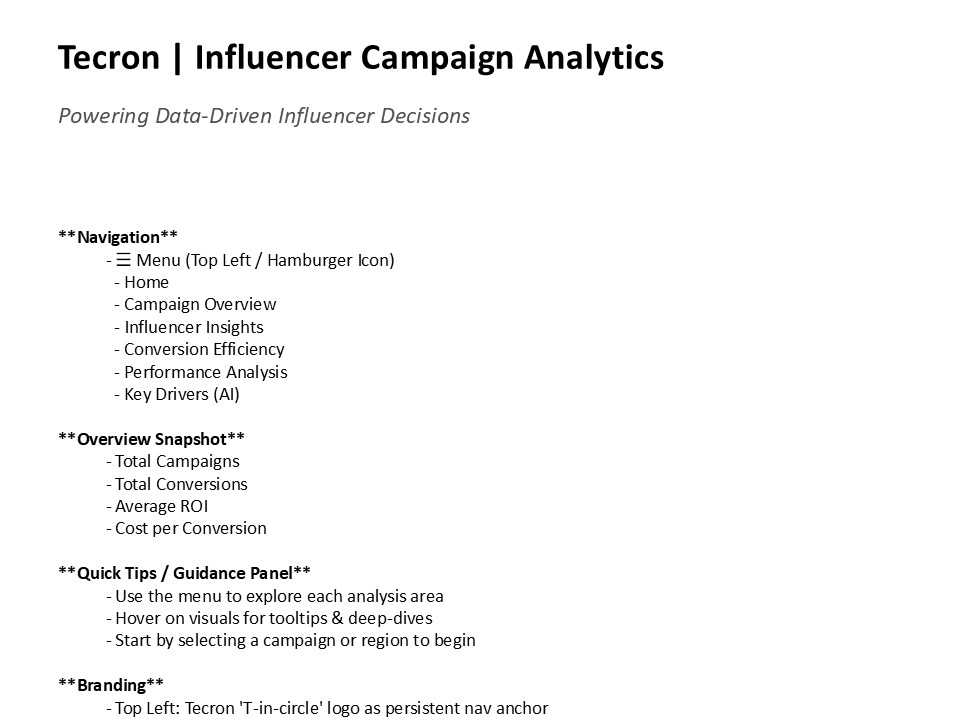 Tecron | Influencer Campaign Analytics
Powering Data-Driven Influencer Decisions
**Navigation**
- ☰ Menu (Top Left / Hamburger Icon)
- Home
- Campaign Overview
- Influencer Insights
- Conversion Efficiency
- Performance Analysis
- Key Drivers (AI)
**Overview Snapshot**
- Total Campaigns
- Total Conversions
- Average ROI
- Cost per Conversion
**Quick Tips / Guidance Panel**
- Use the menu to explore each analysis area
- Hover on visuals for tooltips & deep-dives
- Start by selecting a campaign or region to begin
**Branding**
- Top Left: Tecron 'T-in-circle' logo as persistent nav anchor